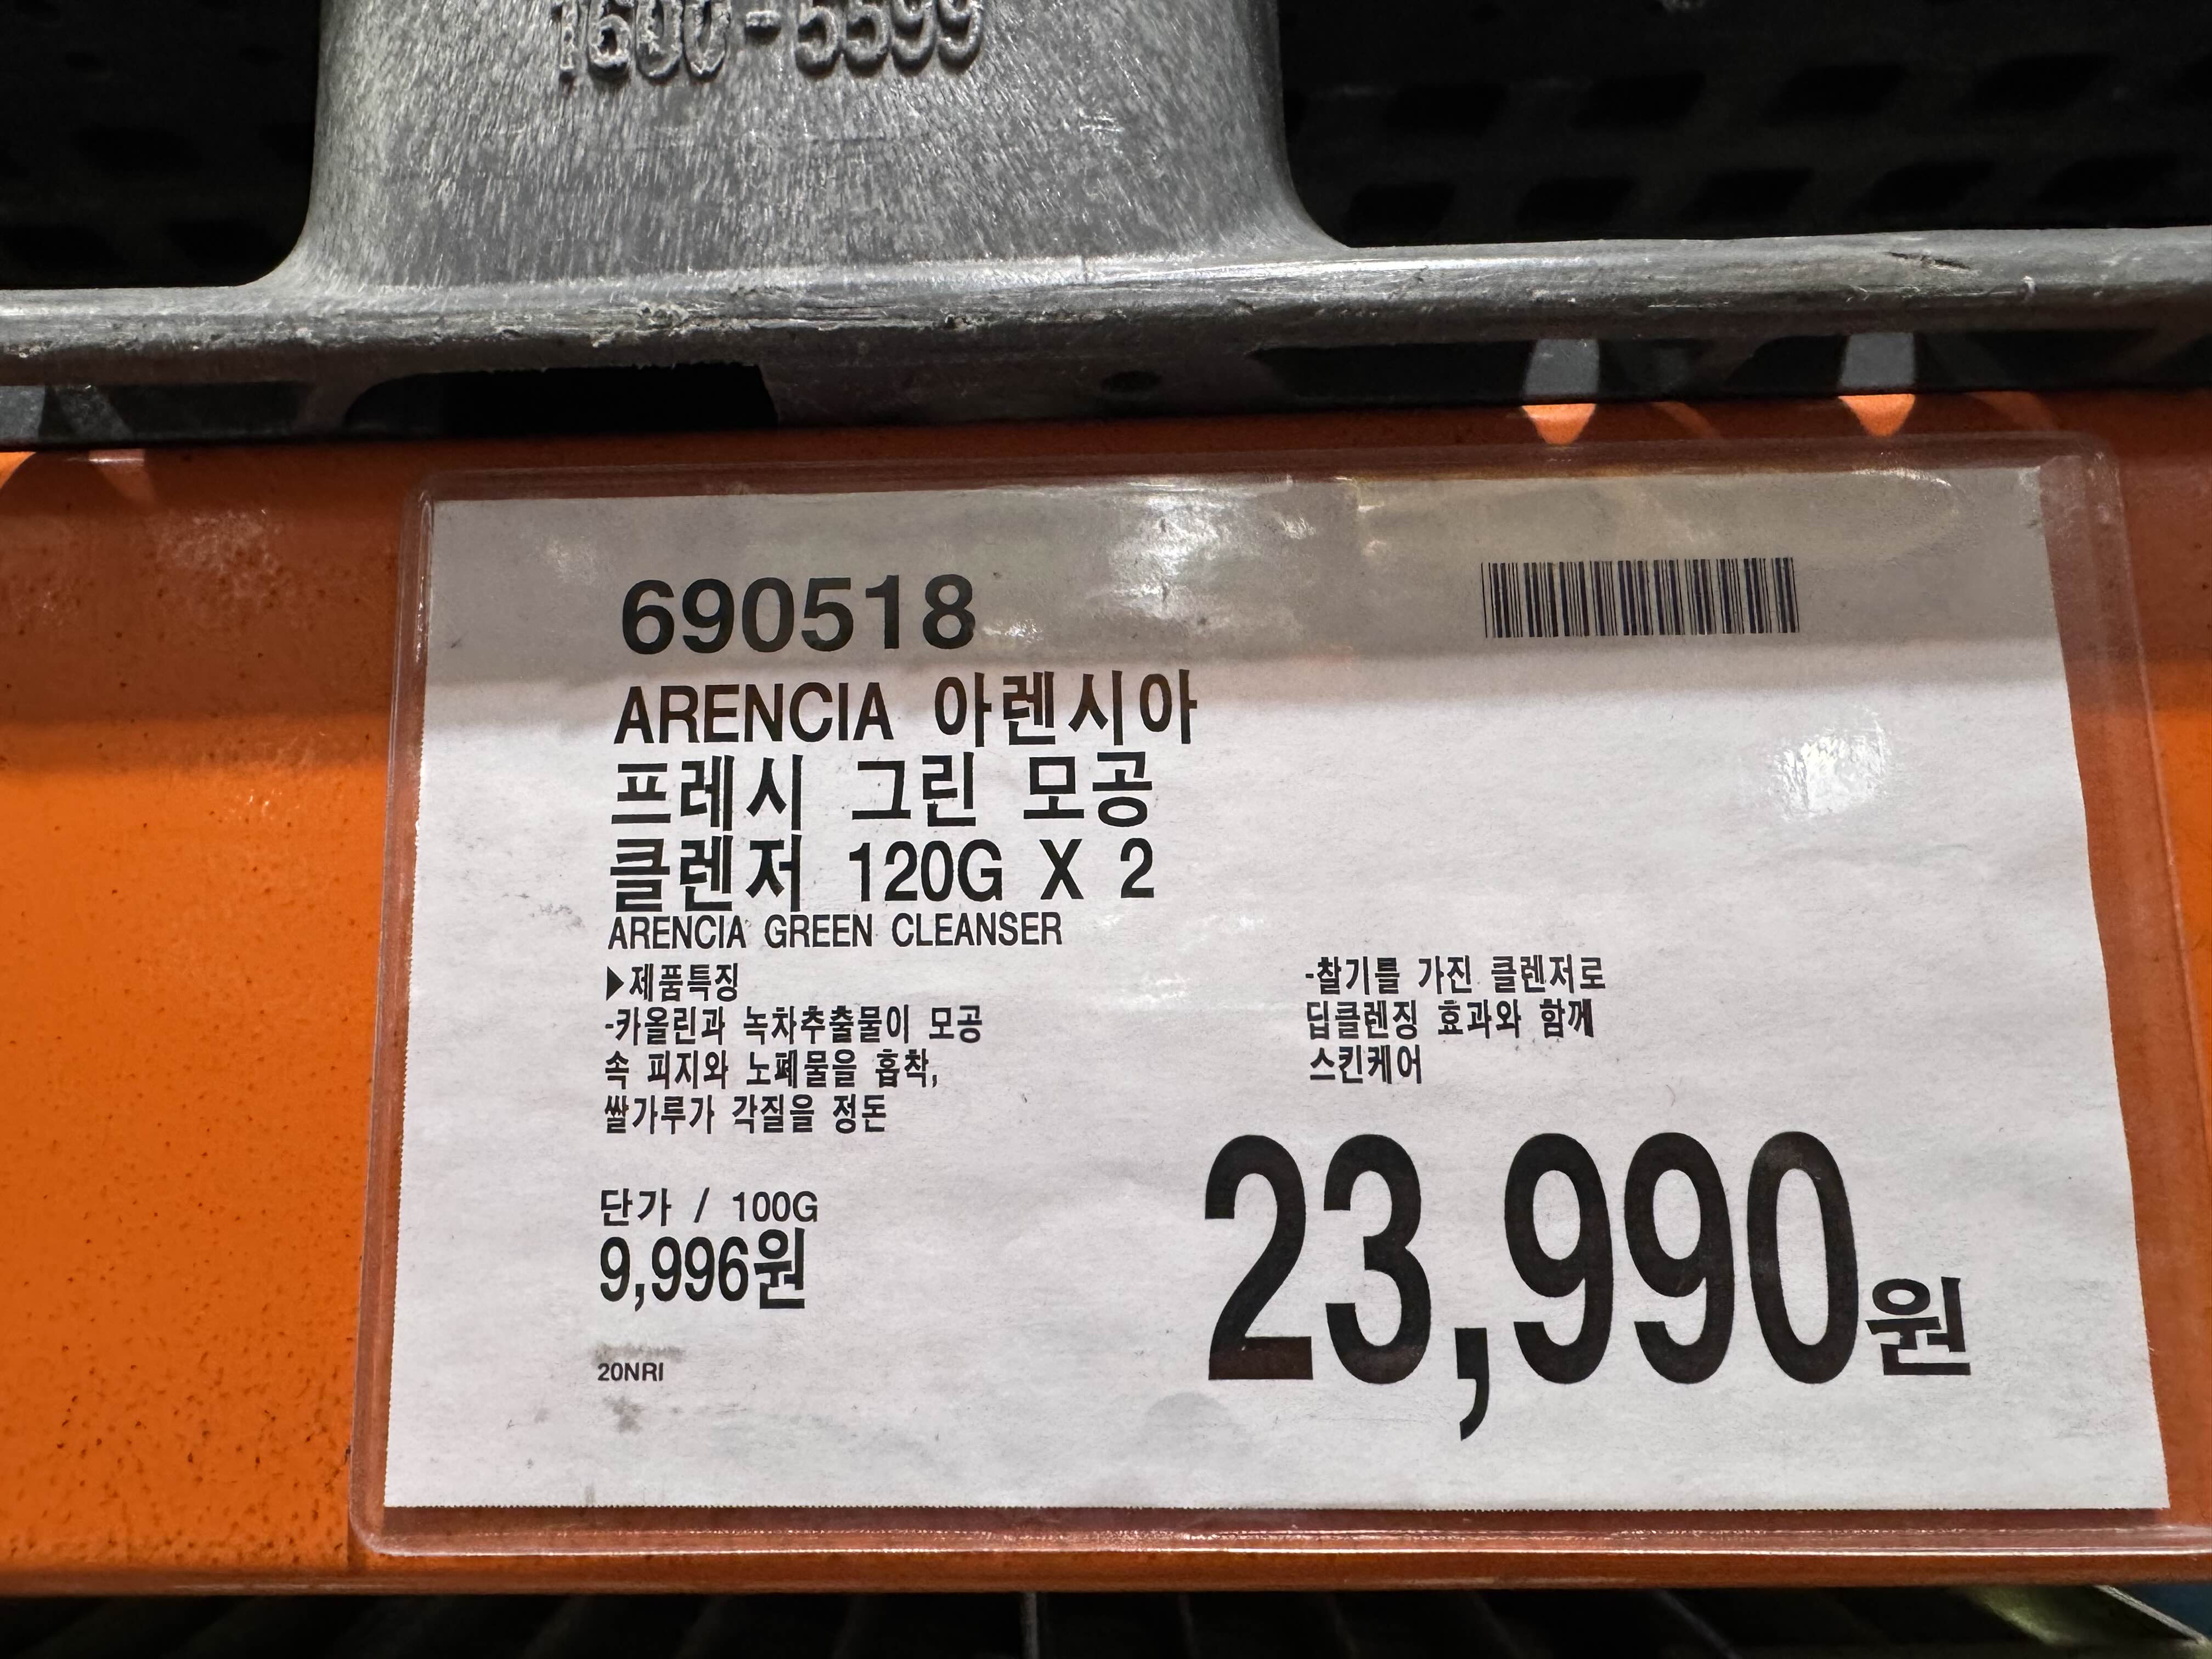 1600-5599
690518
ARENCIA 아렌시아
프레시 그린 모공
클렌저 120G X 2
ARENCIA GREEN CLEANSER
▶제품특징
-카올린과 녹차추출물이 모공
속 피지와 노폐물을 흡착,
쌀가루가 각질을 정돈
-찰기를 가진 클렌저로
딥클렌징 효과와 함께
스킨케어
단가 / 100G
9,996원
23,990원
20NRI